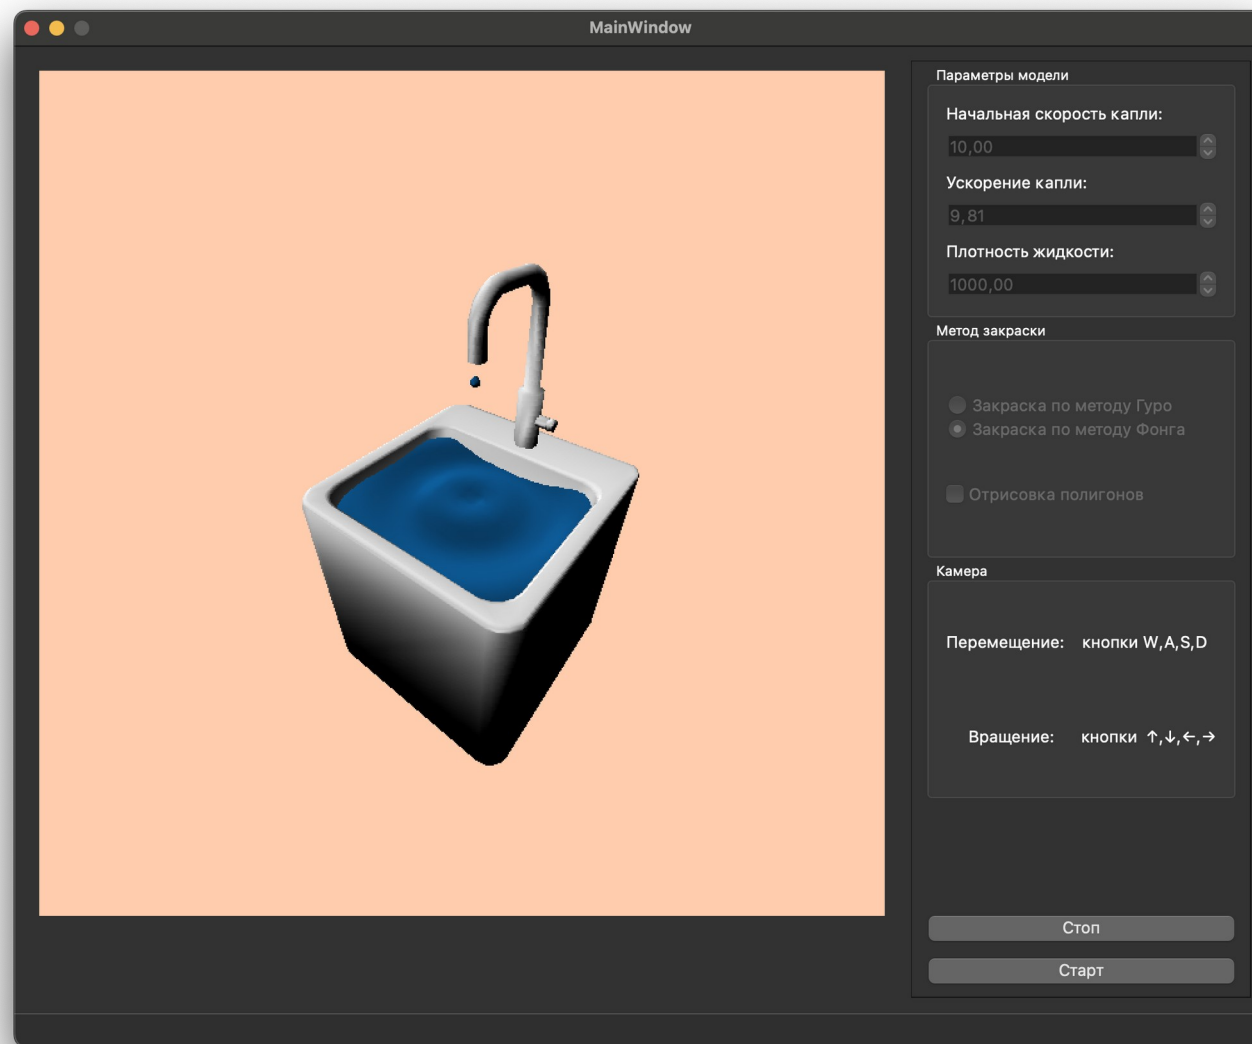 MainWindow
Параметры модели
Начальная скорость капли:
10,00
Ускорение капли:
9,81
Плотность жидкости:
1000,00
Метод закраски
Закраска по методу Гуро
Закраска по методу Фонга
Отрисовка полигонов
Камера
Перемещение: кнопки W,A,S,D
Вращение: кнопки ↑,↓,←,→
Стоп
Старт